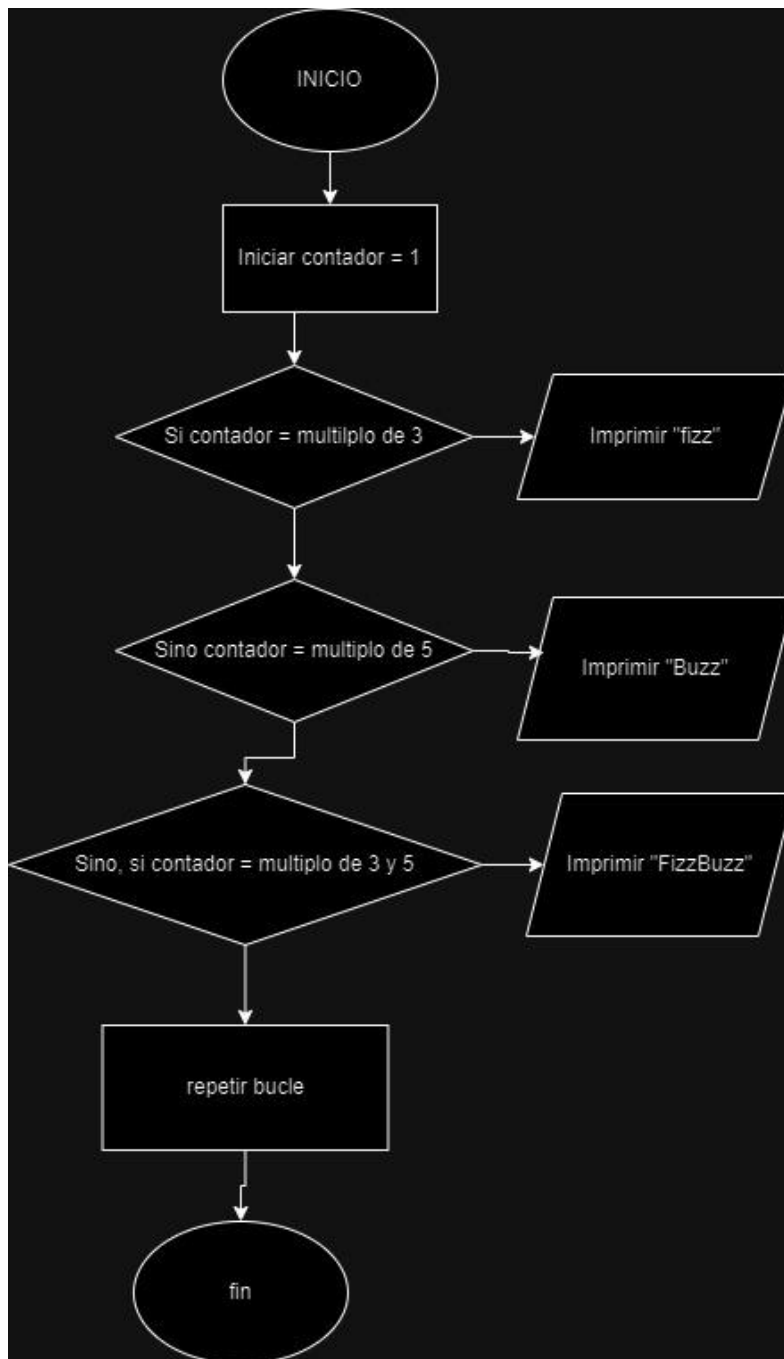 INICIO
Iniciar contador = 1
Si contador = multilplo de 3
Imprimir "fizz"
Sino contador = multiplo de 5
Imprimir "Buzz"
Sino, si contador = multiplo de 3 y 5
Imprimir "FizzBuzz"
repetir bucle
fin